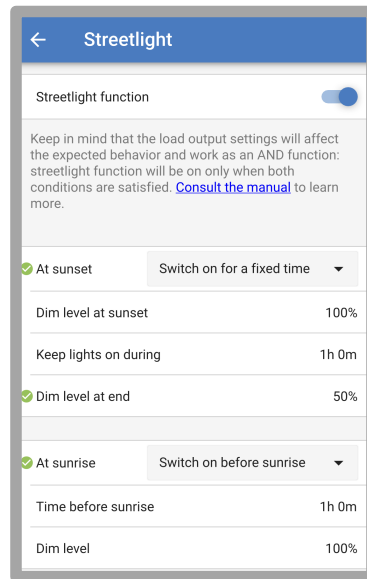 Streetlight
Streetlight function
Keep in mind that the load output settings will affect
the expected behavior and work as an AND function:
streetlight function will be on only when both
conditions are satisfied. Consult the manual to learn
more.
At sunset Switch on for a fixed time
Dim level at sunset 100%
Keep lights on during 1h 0m
Dim level at end 50%
At sunrise Switch on before sunrise
Time before sunrise 1h 0m
Dim level 100%